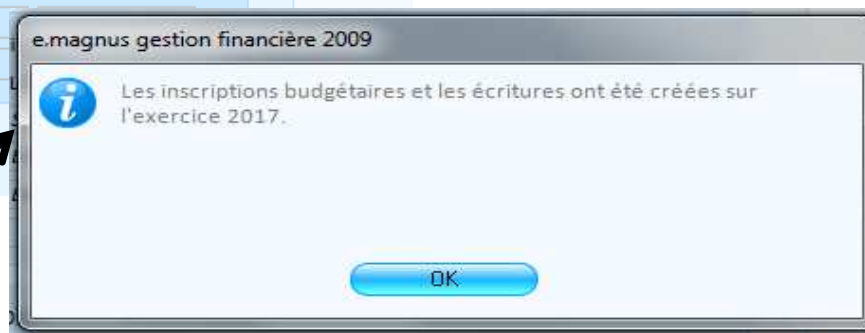 e.magnus gestion financière 2009
Les inscriptions budgétaires et les écritures ont été créées sur
l'exercice 2017.
OK